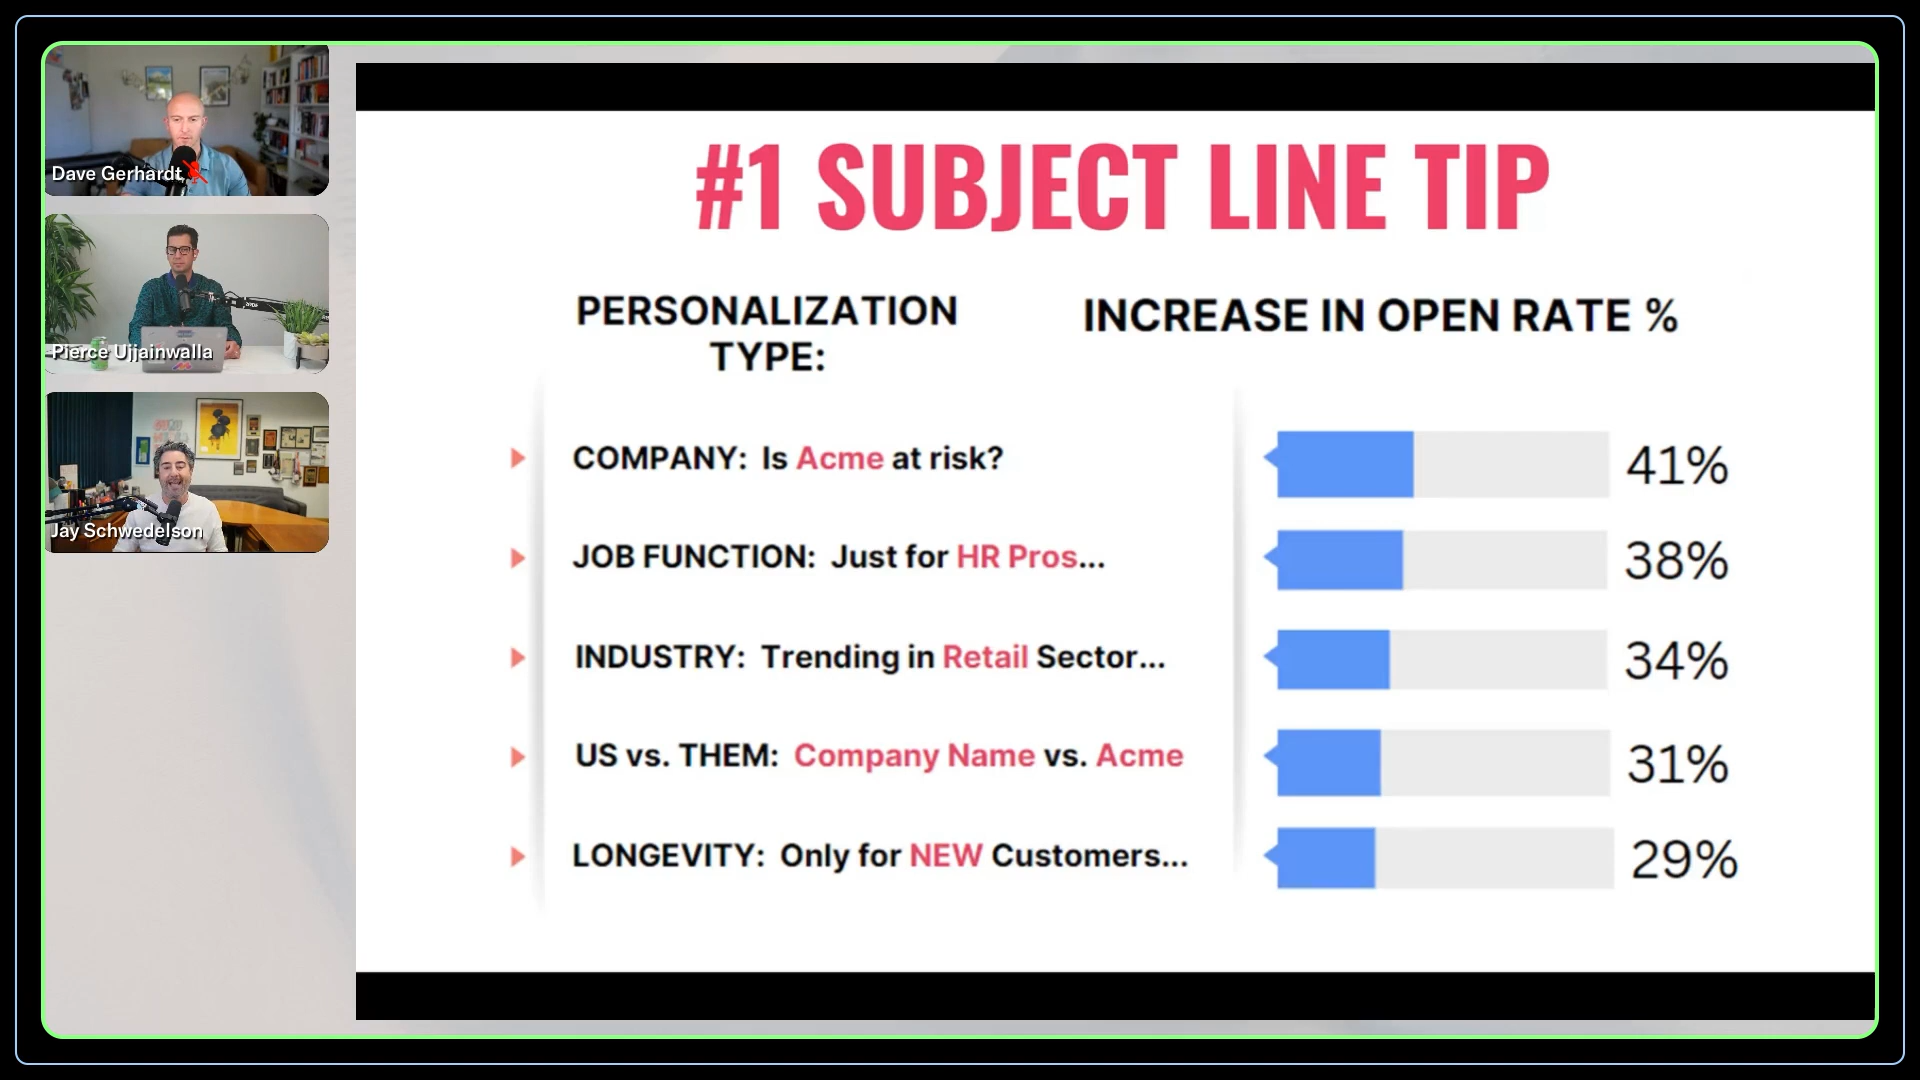 Dave Gerhardt
Pierce Ujjainwalla
Jay Schwedelson
#1 SUBJECT LINE TIP
PERSONALIZATION
TYPE:
INCREASE IN OPEN RATE %
COMPANY: Is Acme at risk?
41%
JOB FUNCTION: Just for HR Pros...
38%
INDUSTRY: Trending in Retail Sector...
34%
US vs. THEM: Company Name vs. Acme
31%
LONGEVITY: Only for NEW Customers...
29%